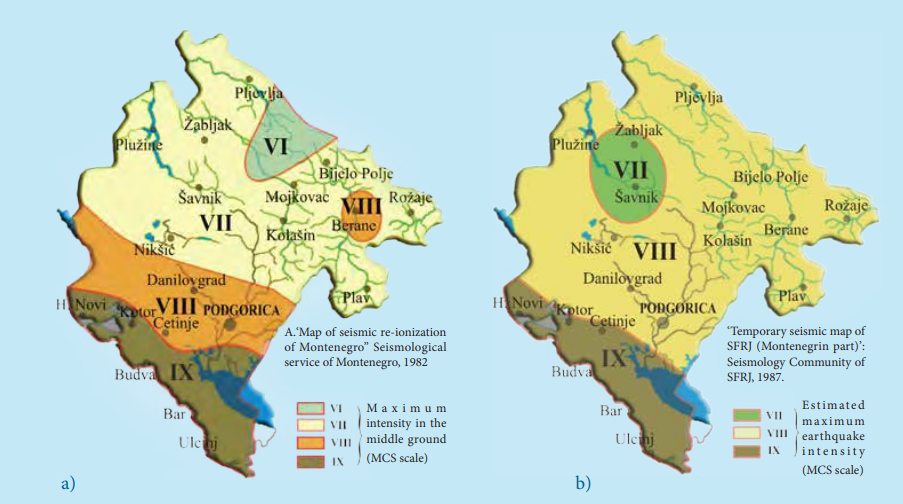 Pljevlja
Žabljak
Plužine
VI
Bijelo Polje
Šavnik
Mojkovac
VIII
Rožaje
VII
Berane
Kolašin
Nikšić
Danilovgrad
Plav
H. Novi
VIII
Kotor
PODGORICA
Cetinje
IX
Budva
Bar
Ulcinj
A.‘Map of seismic re-ionization
of Montenegro” Seismological
service of Montenegro, 1982
VI
VII
VIII
IX
Maximum
intensity in the
middle ground
(MCS scale)
a)
Pljevlja
Žabljak
Plužine
VII
Bijelo Polje
Šavnik
Mojkovac
Rožaje
Berane
Kolašin
Nikšić
VIII
Danilovgrad
Plav
H. Novi
Kotor
PODGORICA
Cetinje
IX
Budva
Bar
Ulcinj
‘Temporary seismic map of
SFRJ (Montenegrin part)’:
Seismology Community of
SFRJ, 1987.
VII
VIII
IX
Estimated
maximum
earthquake
intensity
(MCS scale)
b)